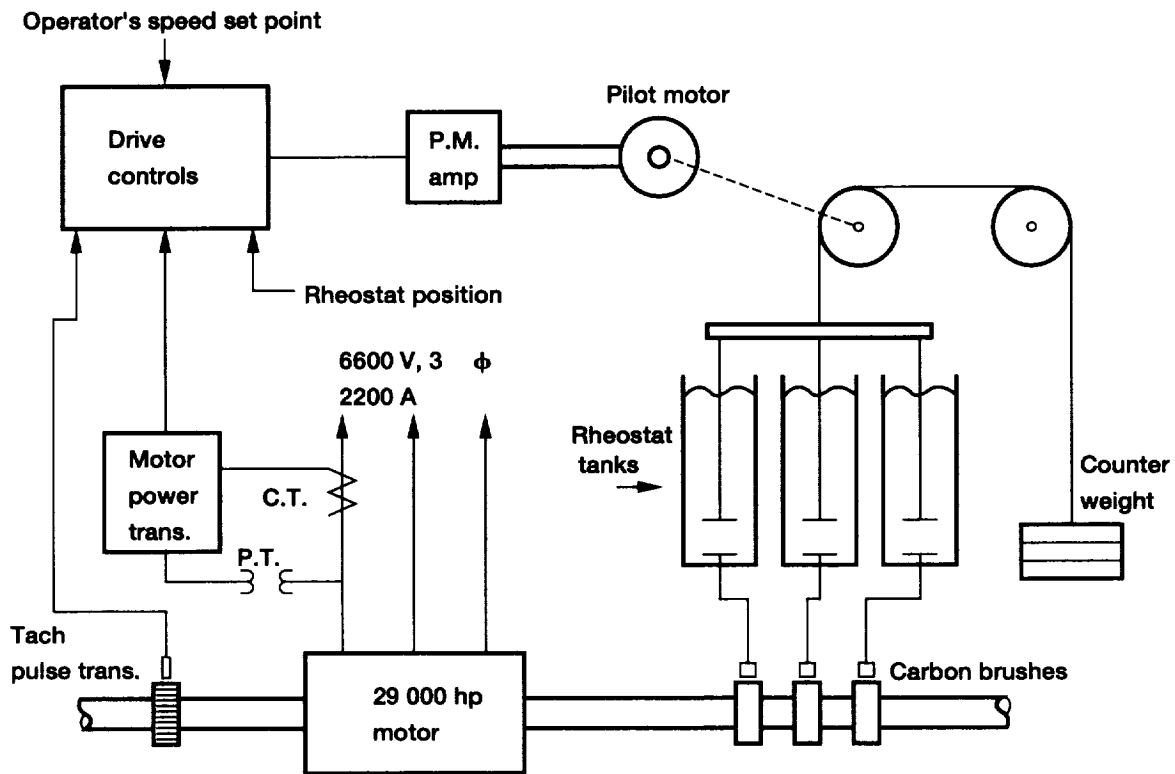 Operator's speed set point
Pilot motor
Drive
controls
P.M.
amp
Rheostat position
6600 V, 3 ϕ
2200 A
Rheostat
tanks
Counter
weight
Motor
power
trans.
C.T.
P.T.
Tach
pulse trans.
29 000 hp
motor
Carbon brushes